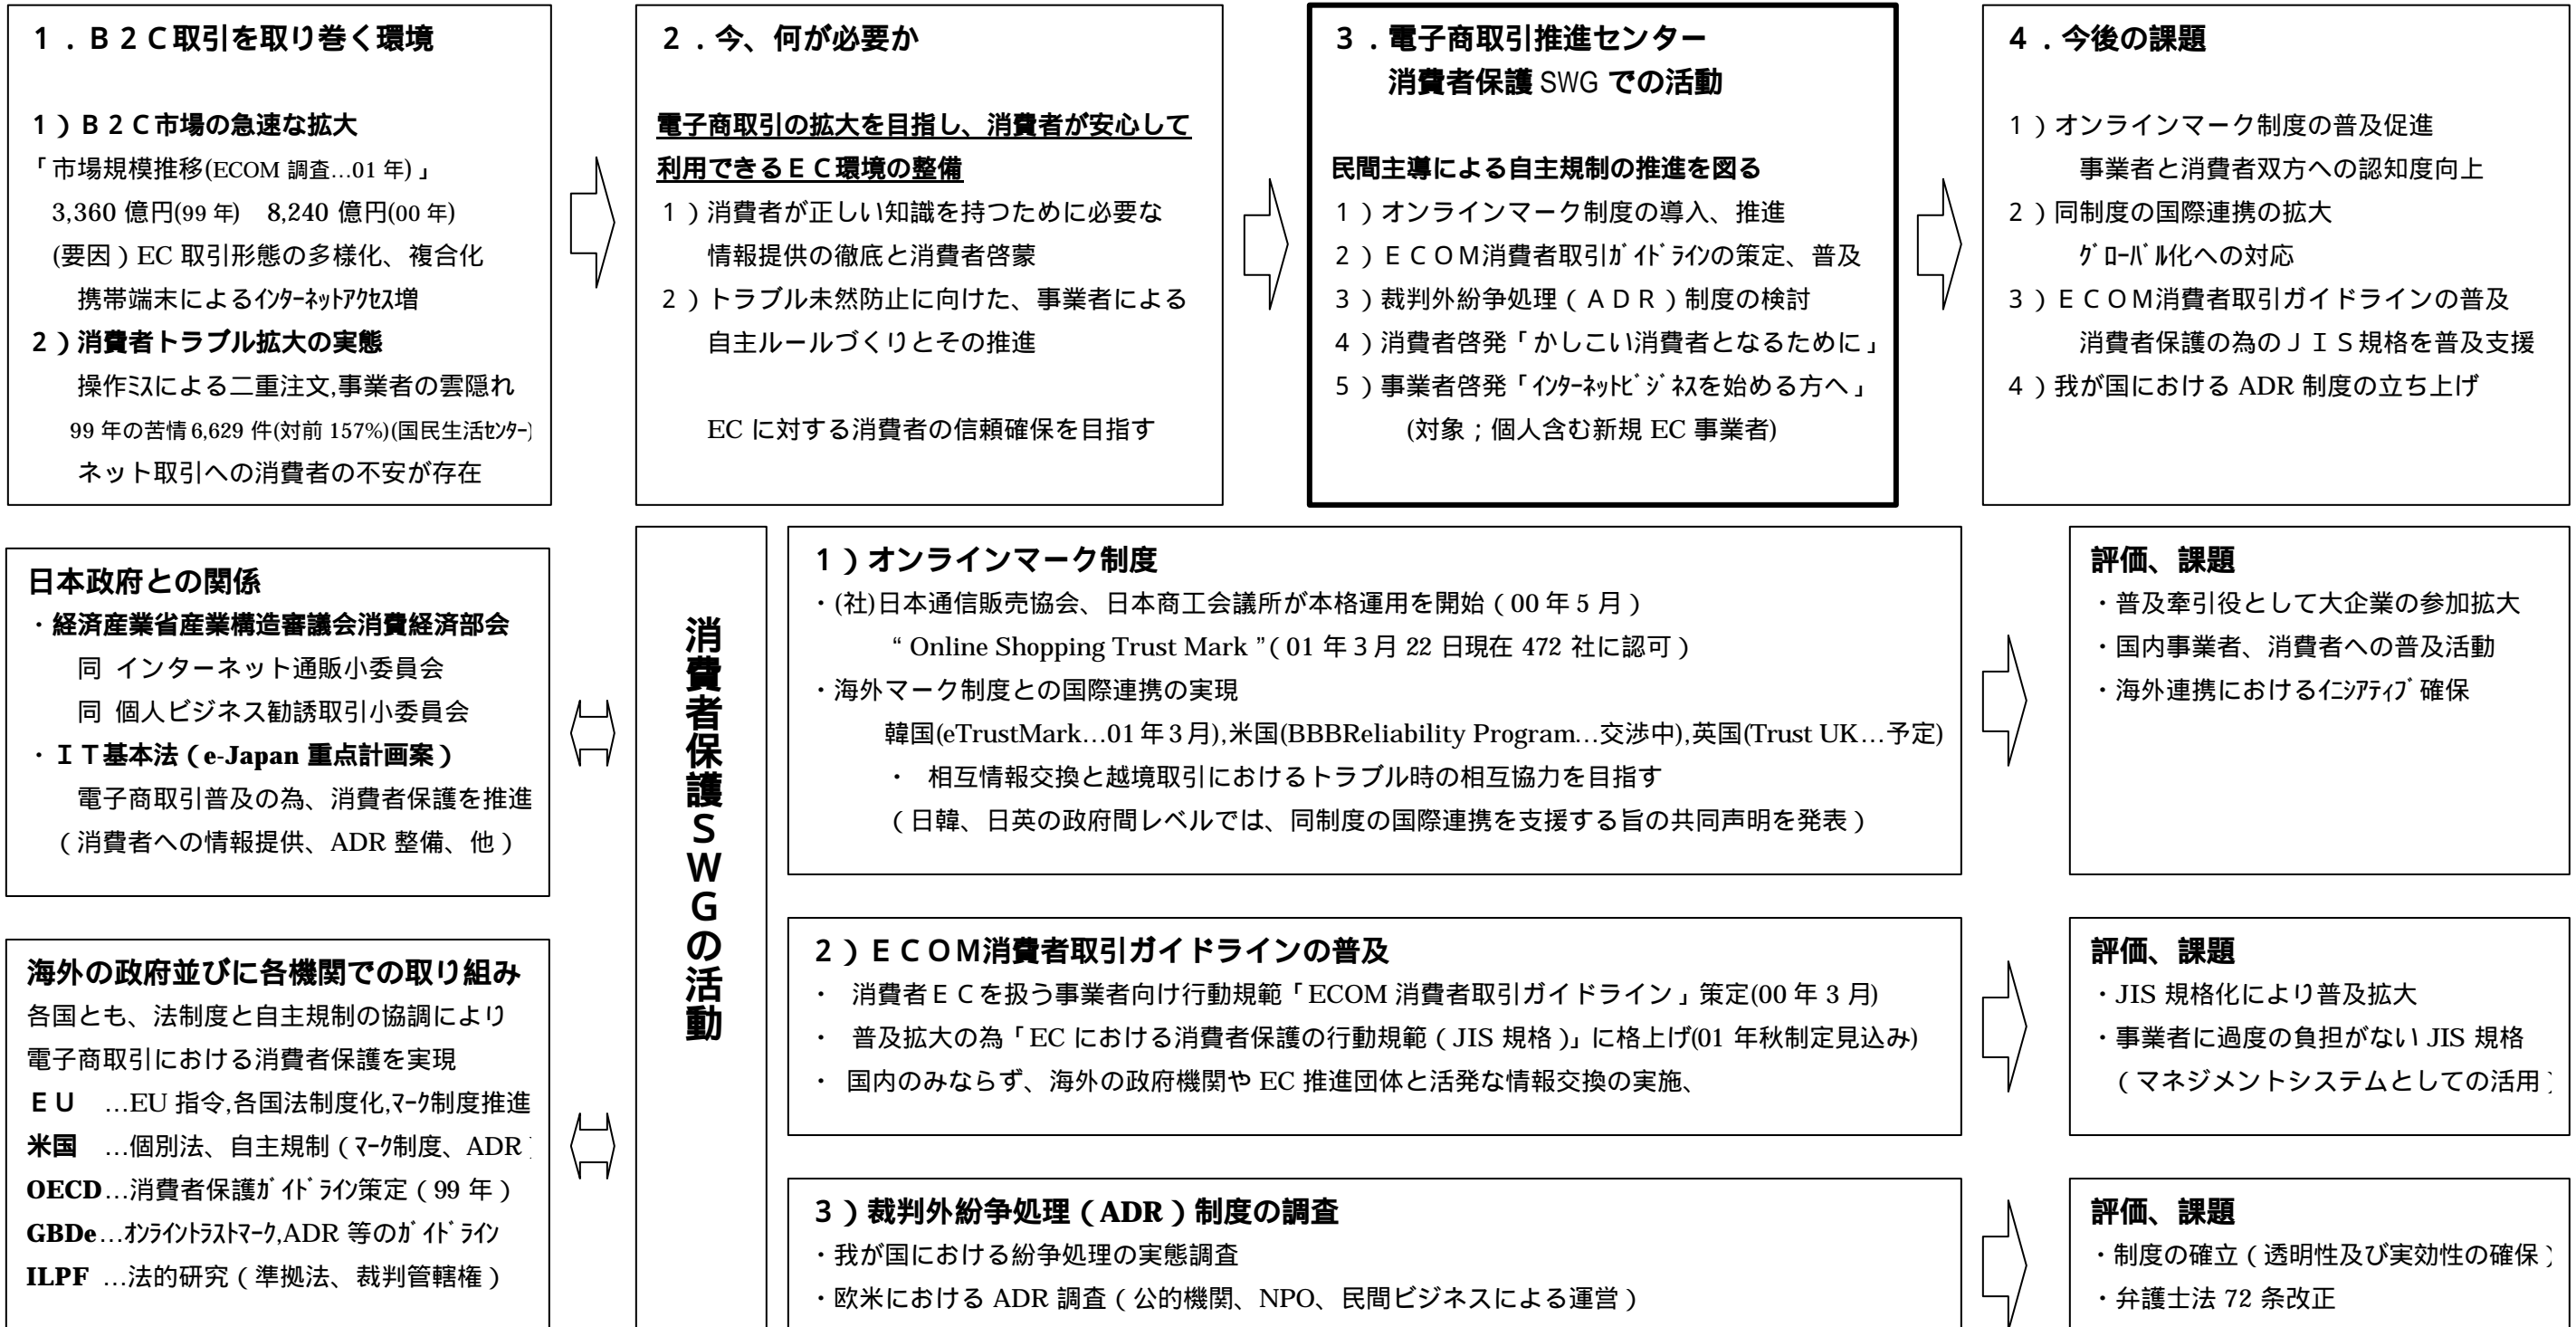 １．Ｂ２Ｃ取引を取り巻く環境
１）Ｂ２Ｃ市場の急速な拡大
「市場規模推移(ECOM 調査…01 年)」
3,360 億円(99 年)　8,240 億円(00 年)
(要因）EC 取引形態の多様化、複合化
携帯端末によるｲﾝﾀｰﾈｯﾄｱｸｾｽ増
２）消費者トラブル拡大の実態
操作ﾐｽによる二重注文,事業者の雲隠れ
99 年の苦情 6,629 件(対前 157%)(国民生活ｾﾝﾀｰ)
ネット取引への消費者の不安が存在
２．今、何が必要か
電子商取引の拡大を目指し、消費者が安心して
利用できるＥＣ環境の整備
１）消費者が正しい知識を持つために必要な
情報提供の徹底と消費者啓蒙
２）トラブル未然防止に向けた、事業者による
自主ルールづくりとその推進
EC に対する消費者の信頼確保を目指す
３．電子商取引推進センター
消費者保護 SWG での活動
民間主導による自主規制の推進を図る
１）オンラインマーク制度の導入、推進
２）ＥＣＯＭ消費者取引ｶﾞｲﾄﾞﾗｲﾝの策定、普及
３）裁判外紛争処理（ＡＤＲ）制度の検討
４）消費者啓発「かしこい消費者となるために」
５）事業者啓発「ｲﾝﾀｰﾈｯﾄﾋﾞｼﾞﾈｽを始める方へ」
(対象；個人含む新規 EC 事業者)
４．今後の課題
１）オンラインマーク制度の普及促進
事業者と消費者双方への認知度向上
２）同制度の国際連携の拡大
ｸﾞﾛｰﾊﾞﾙ化への対応
３）ＥＣＯＭ消費者取引ガイドラインの普及
消費者保護の為のＪＩＳ規格を普及支援
４）我が国における ADR 制度の立ち上げ
日本政府との関係
・経済産業省産業構造審議会消費経済部会
同 インターネット通販小委員会
同 個人ビジネス勧誘取引小委員会
・ＩＴ基本法（e-Japan 重点計画案）
電子商取引普及の為、消費者保護を推進
（消費者への情報提供、ADR 整備、他）
海外の政府並びに各機関での取り組み
各国とも、法制度と自主規制の協調により
電子商取引における消費者保護を実現
ＥＵ　…EU 指令,各国法制度化,ﾏｰｸ制度推進
米国　…個別法、自主規制（ﾏｰｸ制度、ADR）
OECD…消費者保護ｶﾞｲﾄﾞﾗｲﾝ策定（99 年）
GBDe…ｵﾝﾗｲﾝﾄﾗｽﾄﾏｰｸ,ADR 等のｶﾞｲﾄﾞﾗｲﾝ
ILPF …法的研究（準拠法、裁判管轄権）
消費者保護ＳＷＧの活動
１）オンラインマーク制度
・(社)日本通信販売協会、日本商工会議所が本格運用を開始（00 年 5 月）
“ Online Shopping Trust Mark ”（01 年３月 22 日現在 472 社に認可）
・海外マーク制度との国際連携の実現
韓国(eTrustMark…01 年 3 月),米国(BBBReliability Program…交渉中),英国(Trust UK…予定)
・ 相互情報交換と越境取引におけるトラブル時の相互協力を目指す
（日韓、日英の政府間レベルでは、同制度の国際連携を支援する旨の共同声明を発表）
評価、課題
・普及牽引役として大企業の参加拡大
・国内事業者、消費者への普及活動
・海外連携におけるｲﾆｼｱﾃｨﾌﾞ確保
２）ＥＣＯＭ消費者取引ガイドラインの普及
・ 消費者ＥＣを扱う事業者向け行動規範「ECOM 消費者取引ガイドライン」策定(00 年 3 月)
・ 普及拡大の為「EC における消費者保護の行動規範（JIS 規格）」に格上げ(01 年秋制定見込み)
・ 国内のみならず、海外の政府機関や EC 推進団体と活発な情報交換の実施、
評価、課題
・JIS 規格化により普及拡大
・事業者に過度の負担がない JIS 規格
（マネジメントシステムとしての活用）
３）裁判外紛争処理（ADR）制度の調査
・我が国における紛争処理の実態調査
・欧米における ADR 調査（公的機関、NPO、民間ビジネスによる運営）
評価、課題
・制度の確立（透明性及び実効性の確保）
・弁護士法 72 条改正